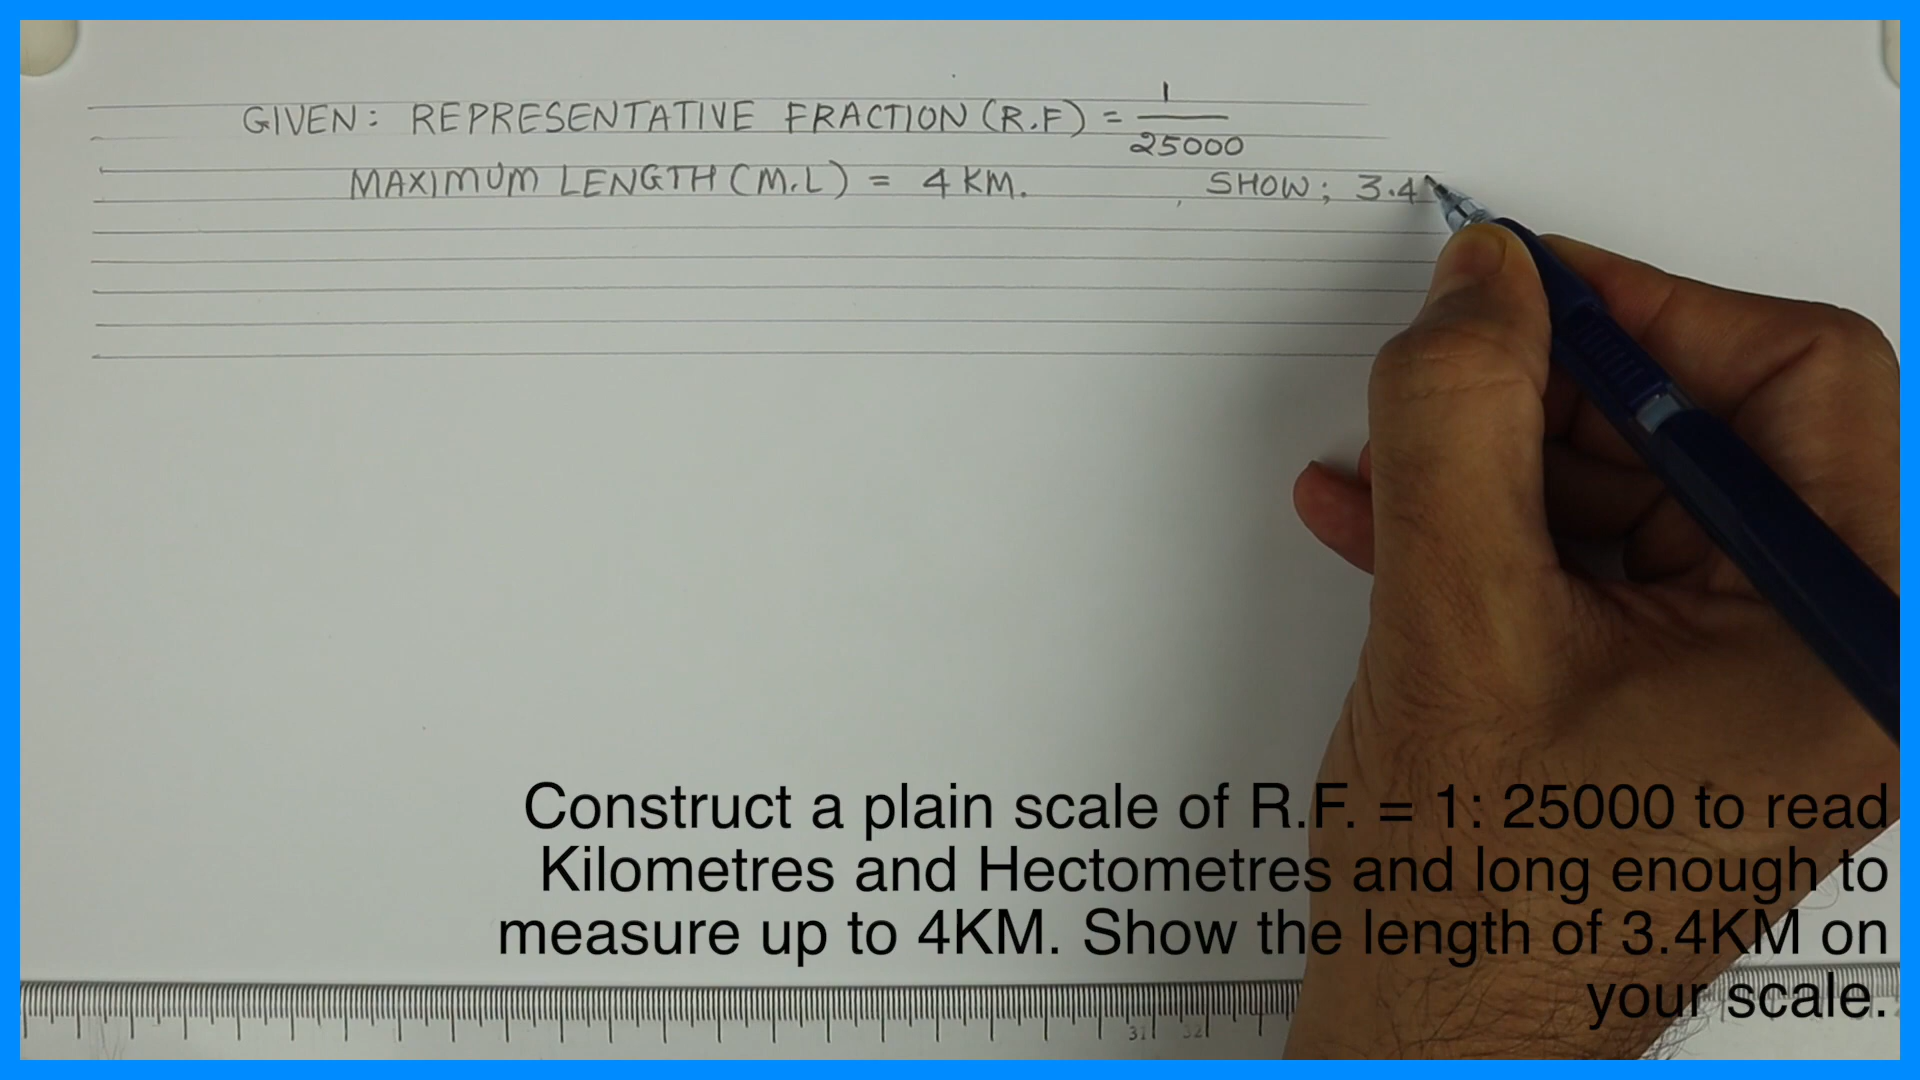 GIVEN: REPRESENTATIVE FRACTION (R.F) = 1/25000
MAXIMUM LENGTH (M.L) = 4 KM. , SHOW; 3.4
Construct a plain scale of R.F. = 1: 25000 to read
Kilometres and Hectometres and long enough to
measure up to 4KM. Show the length of 3.4KM on
your scale.
31 32